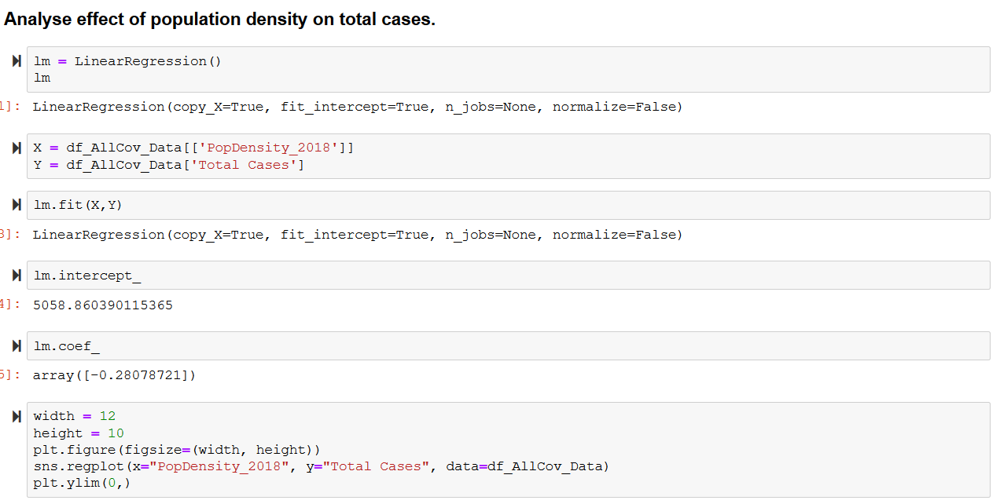 Analyse effect of population density on total cases.
lm = LinearRegression()
lm
1]: LinearRegression(copy_X=True, fit_intercept=True, n_jobs=None, normalize=False)
X = df_AllCov_Data[['PopDensity_2018']]
Y = df_AllCov_Data['Total Cases']
lm.fit(X,Y)
3]: LinearRegression(copy_X=True, fit_intercept=True, n_jobs=None, normalize=False)
lm.intercept_
4]: 5058.860390115365
lm.coef_
5]: array([-0.28078721])
width = 12
height = 10
plt.figure(figsize=(width, height))
sns.regplot(x="PopDensity_2018", y="Total Cases", data=df_AllCov_Data)
plt.ylim(0,)